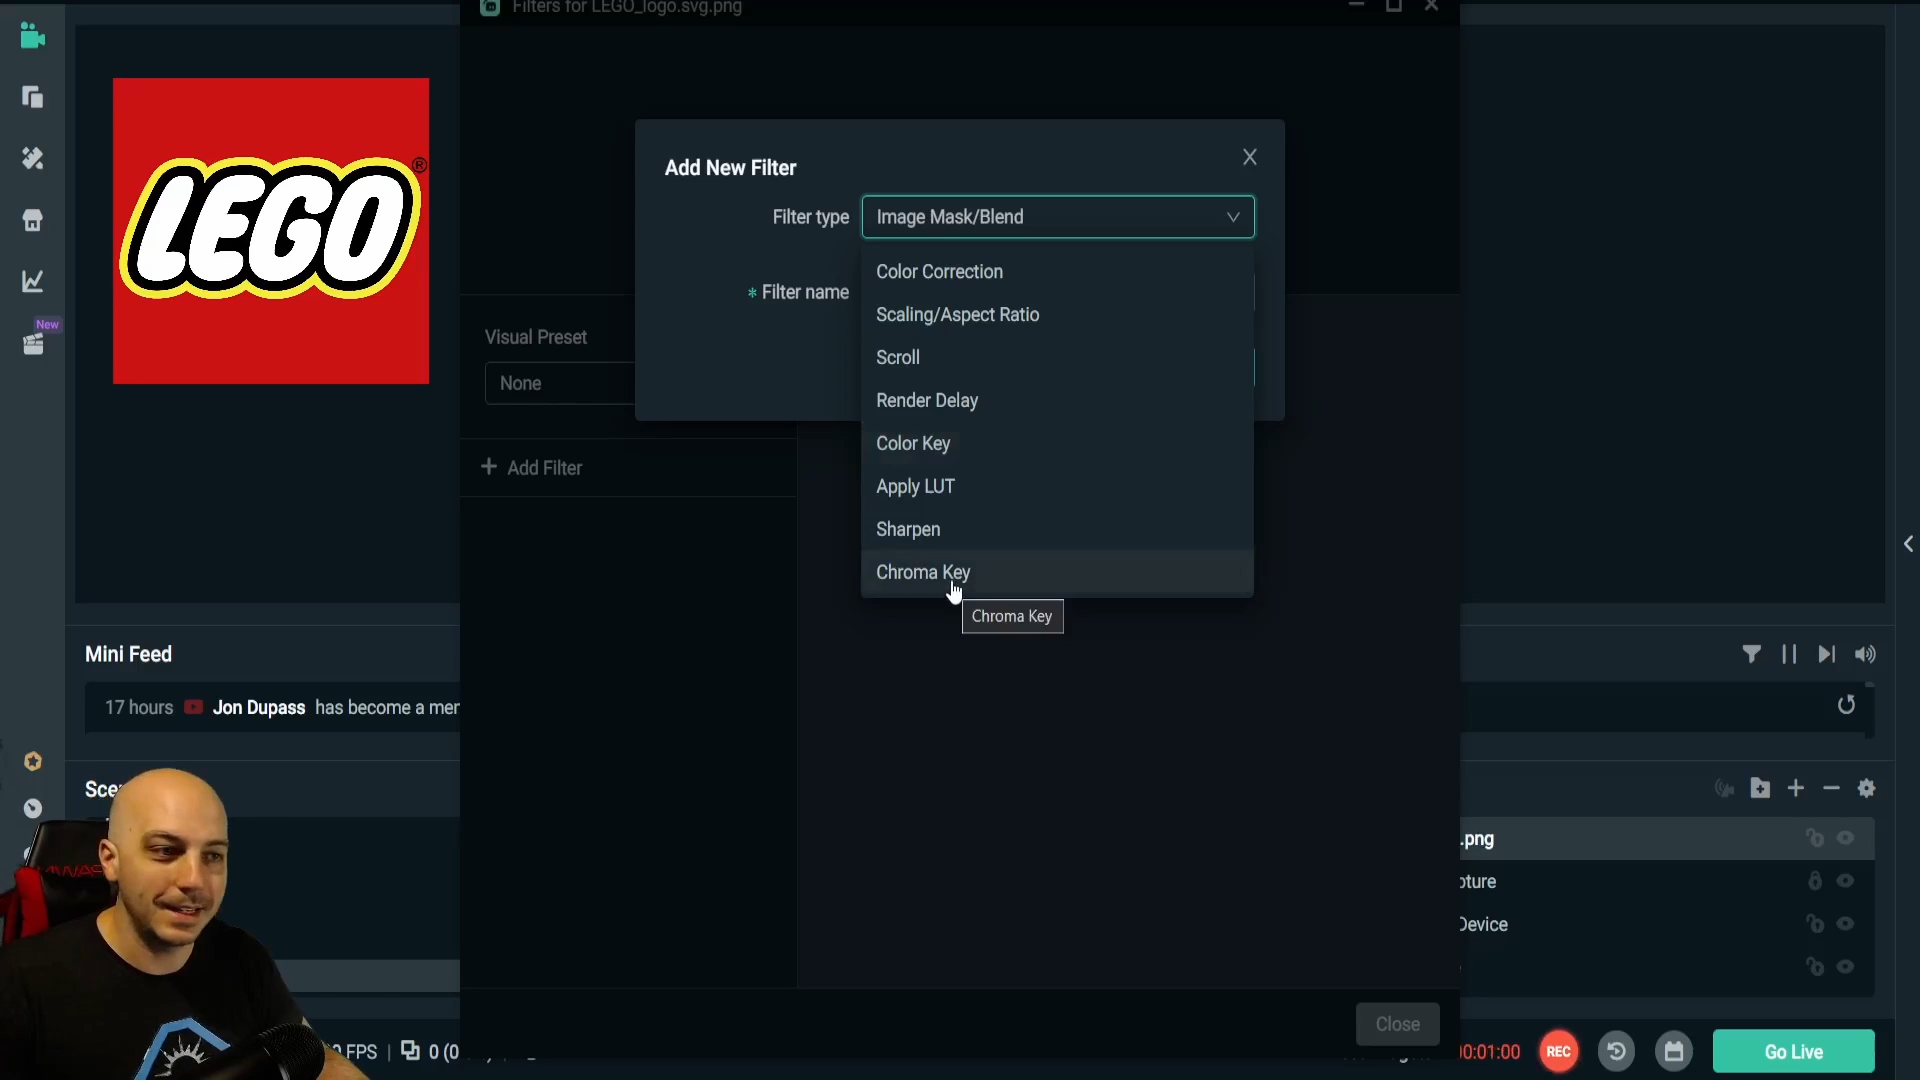 Filters for LEGO_logo.svg.png
LEGO
®
New
Add New Filter
Filter type
Image Mask/Blend
Filter name
Color Correction
Scaling/Aspect Ratio
Scroll
Render Delay
Color Key
Apply LUT
Sharpen
Chroma Key
Chroma Key
Visual Preset
None
+ Add Filter
Mini Feed
17 hours Jon Dupass has become a mer
Sce
.png
pture
Device
FPS
0 (0
Close
00:01:00
REC
Go Live